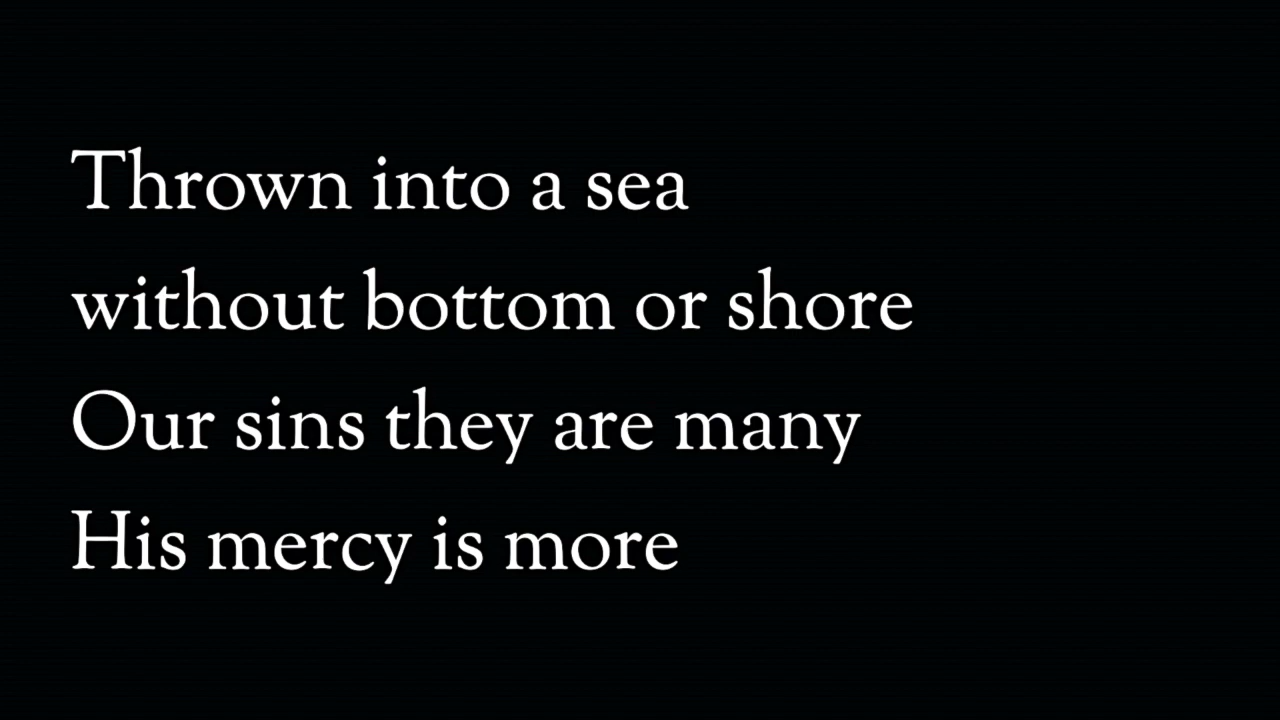 Thrown into a sea
without bottom or shore
Our sins they are many
His mercy is more